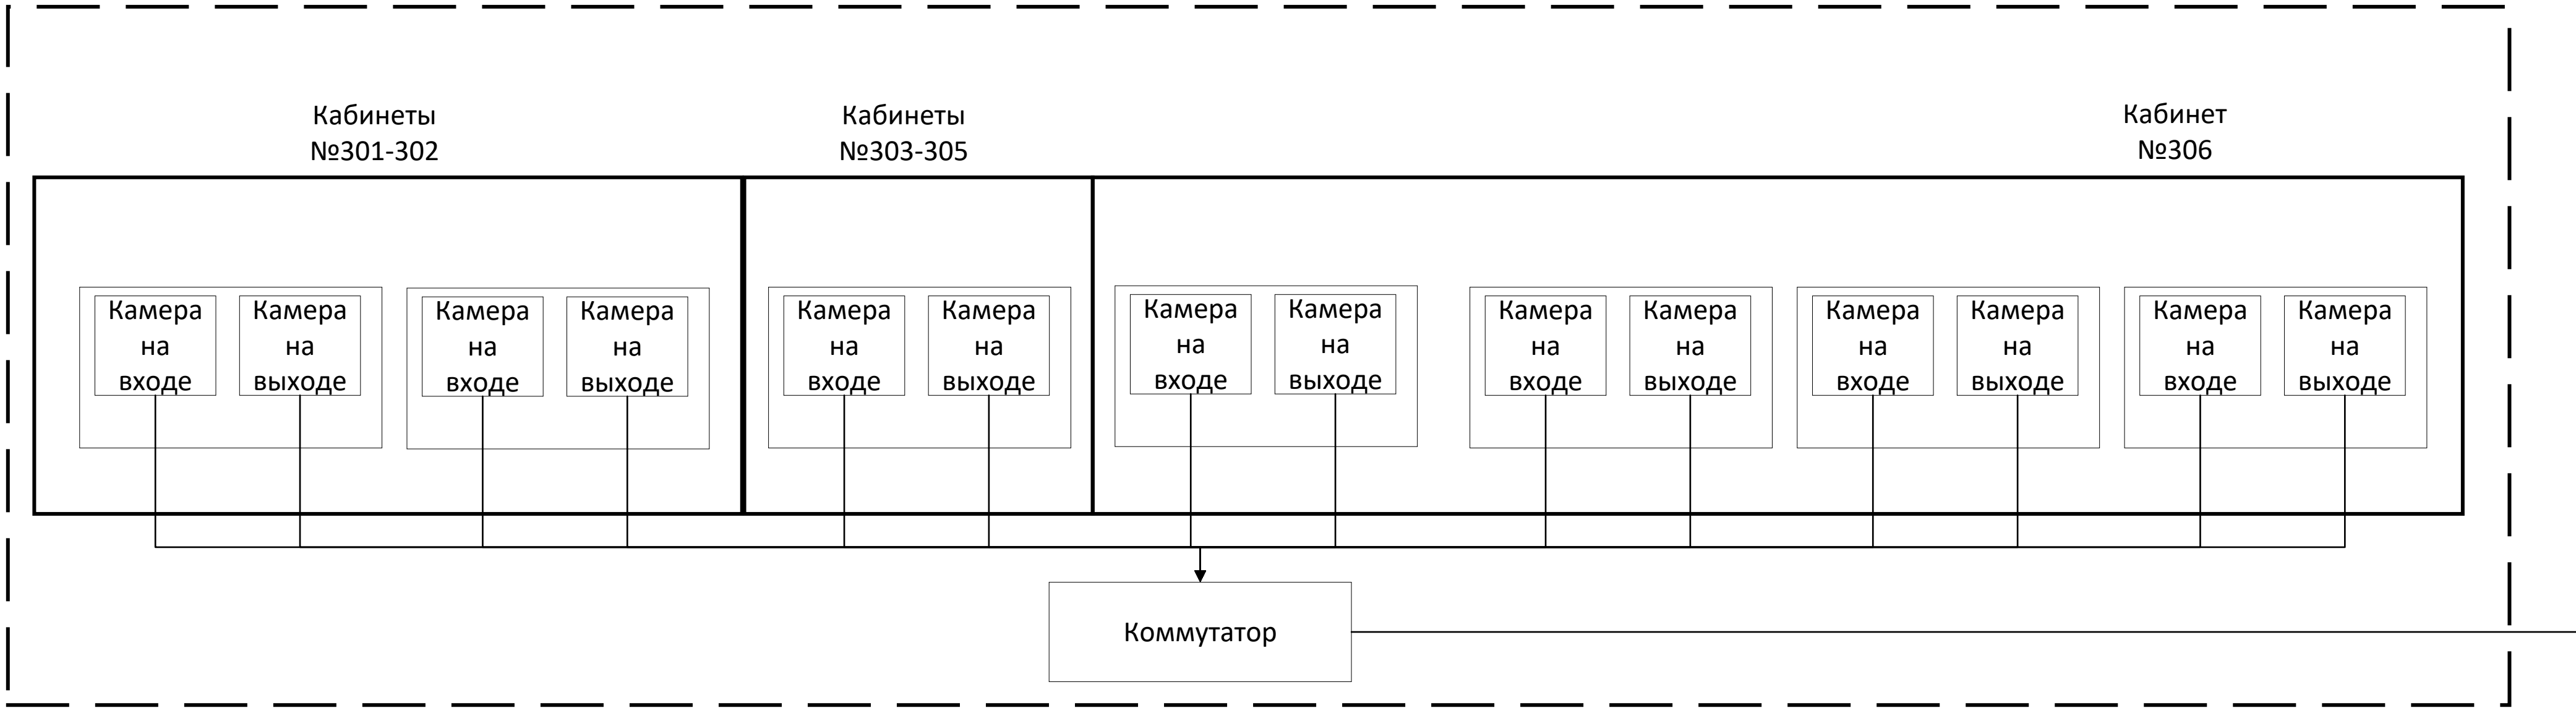 Кабинеты
№301-302
Кабинеты
№303-305
Кабинет
№306
Камера
на
входе
Камера
на
выходе
Камера
на
входе
Камера
на
выходе
Камера
на
входе
Камера
на
выходе
Камера
на
входе
Камера
на
выходе
Камера
на
входе
Камера
на
выходе
Камера
на
входе
Камера
на
выходе
Камера
на
входе
Камера
на
выходе
Коммутатор